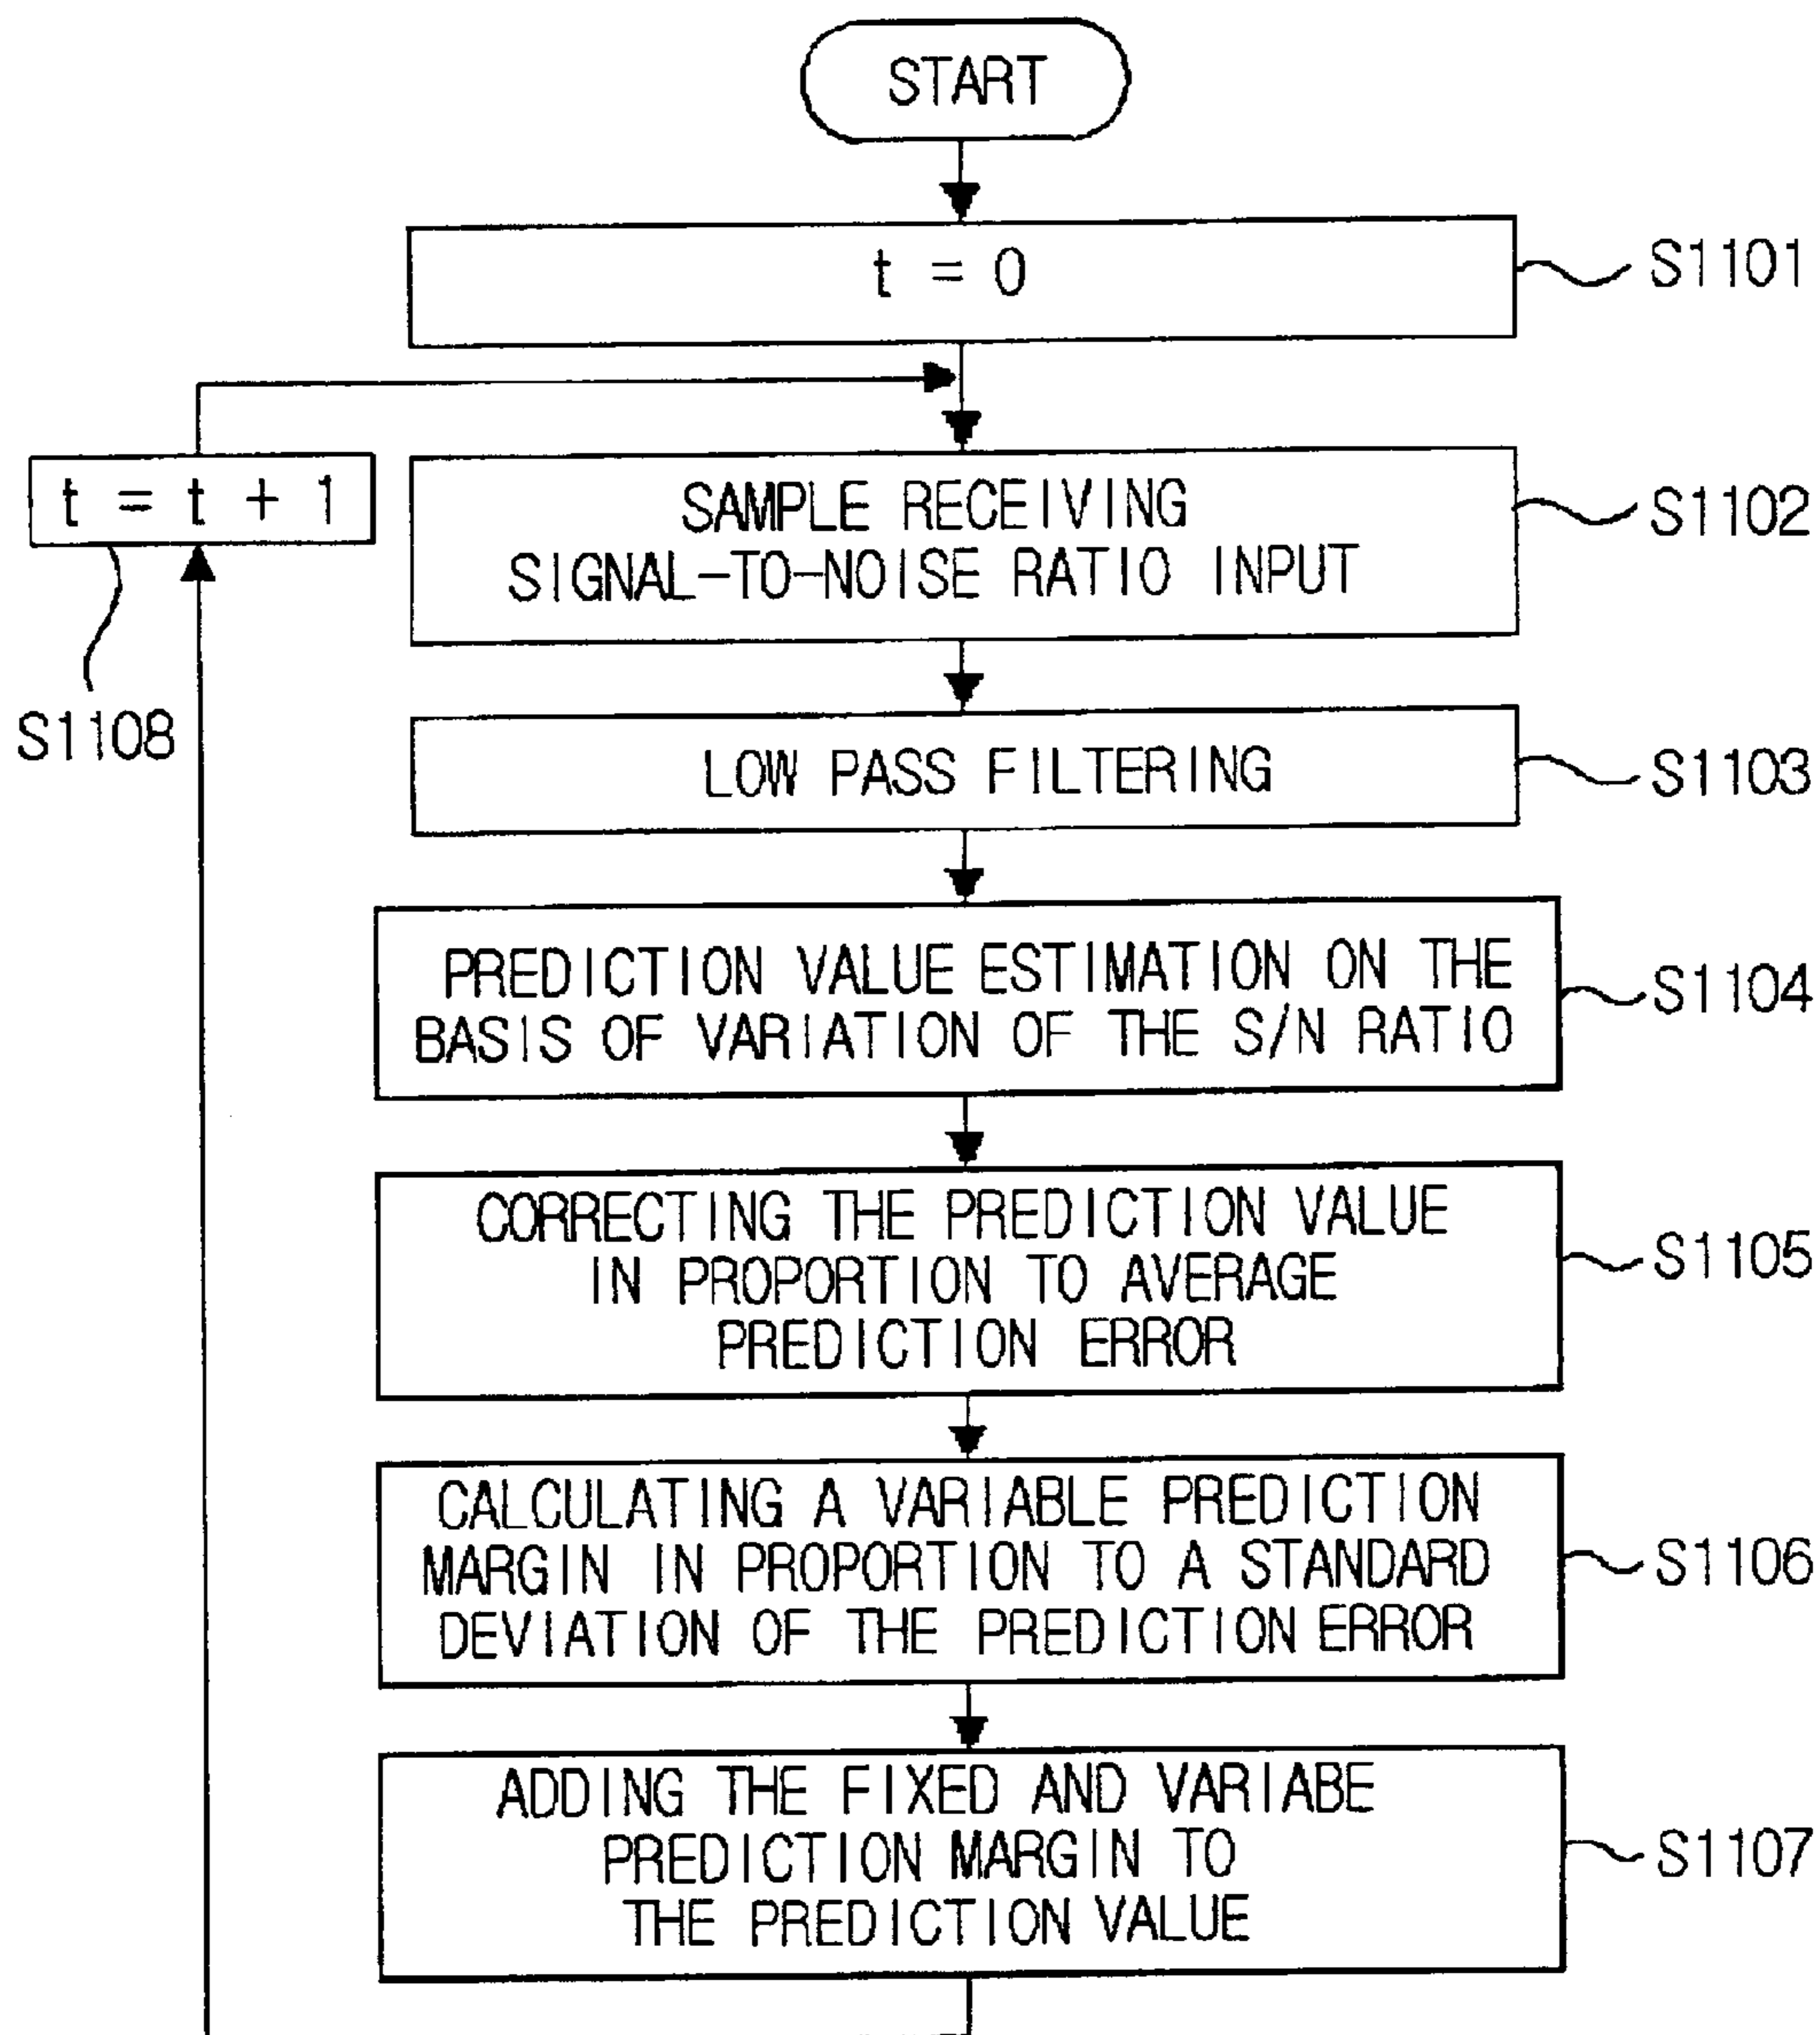 START
t = 0
S1101
t = t + 1
SAMPLE RECEIVING
SIGNAL-TO-NOISE RATIO INPUT
S1102
S1108
LOW PASS FILTERING
S1103
PREDICTION VALUE ESTIMATION ON THE
BASIS OF VARIATION OF THE S/N RATIO
S1104
CORRECTING THE PREDICTION VALUE
IN PROPORTION TO AVERAGE
PREDICTION ERROR
S1105
CALCULATING A VARIABLE PREDICTION
MARGIN IN PROPORTION TO A STANDARD
DEVIATION OF THE PREDICTION ERROR
S1106
ADDING THE FIXED AND VARIABE
PREDICTION MARGIN TO
THE PREDICTION VALUE
S1107